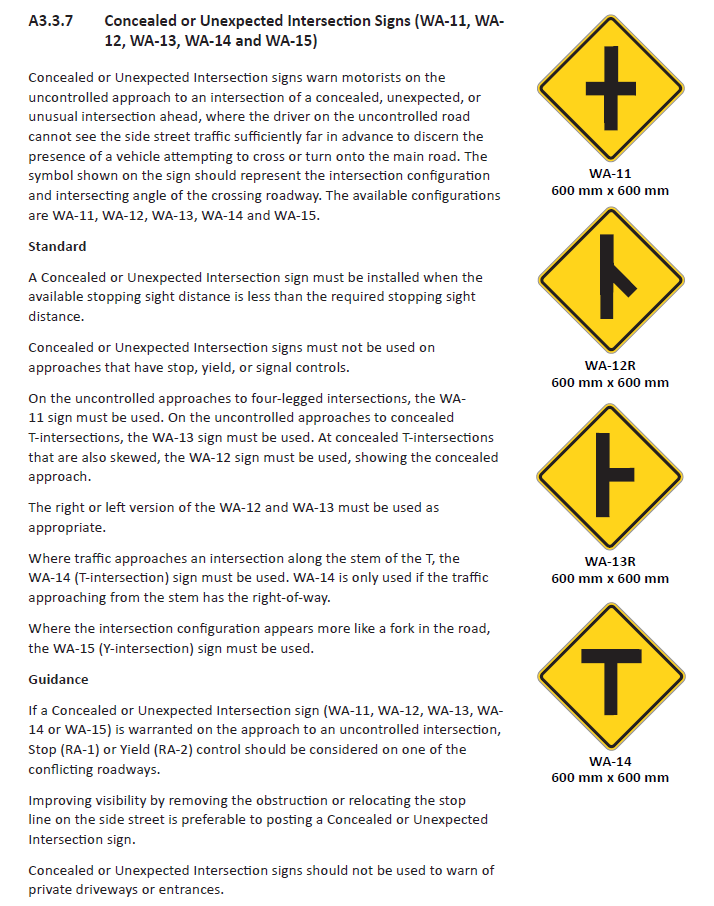 A3.3.7 Concealed or Unexpected Intersection Signs (WA-11, WA-
12, WA-13, WA-14 and WA-15)
Concealed or Unexpected Intersection signs warn motorists on the
uncontrolled approach to an intersection of a concealed, unexpected, or
unusual intersection ahead, where the driver on the uncontrolled road
cannot see the side street traffic sufficiently far in advance to discern the
presence of a vehicle attempting to cross or turn onto the main road. The
symbol shown on the sign should represent the intersection configuration
and intersecting angle of the crossing roadway. The available configurations
are WA-11, WA-12, WA-13, WA-14 and WA-15.
Standard
A Concealed or Unexpected Intersection sign must be installed when the
available stopping sight distance is less than the required stopping sight
distance.
Concealed or Unexpected Intersection signs must not be used on
approaches that have stop, yield, or signal controls.
On the uncontrolled approaches to four-legged intersections, the WA-
11 sign must be used. On the uncontrolled approaches to concealed
T-intersections, the WA-13 sign must be used. At concealed T-intersections
that are also skewed, the WA-12 sign must be used, showing the concealed
approach.
The right or left version of the WA-12 and WA-13 must be used as
appropriate.
Where traffic approaches an intersection along the stem of the T, the
WA-14 (T-intersection) sign must be used. WA-14 is only used if the traffic
approaching from the stem has the right-of-way.
Where the intersection configuration appears more like a fork in the road,
the WA-15 (Y-intersection) sign must be used.
Guidance
If a Concealed or Unexpected Intersection sign (WA-11, WA-12, WA-13, WA-
14 or WA-15) is warranted on the approach to an uncontrolled intersection,
Stop (RA-1) or Yield (RA-2) control should be considered on one of the
conflicting roadways.
Improving visibility by removing the obstruction or relocating the stop
line on the side street is preferable to posting a Concealed or Unexpected
Intersection sign.
Concealed or Unexpected Intersection signs should not be used to warn of
private driveways or entrances.
WA-11
600 mm x 600 mm
WA-12R
600 mm x 600 mm
WA-13R
600 mm x 600 mm
WA-14
600 mm x 600 mm